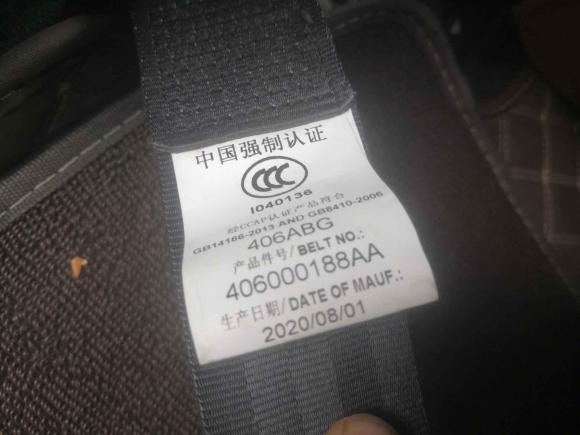 中国强制认证
CCC
I040136
经CCAP认证产品符合
GB14166-2013 AND GB8410-2006
406ABG
产品件号/BELT NO.:
406000188AA
生产日期/DATE OF MAUF.:
2020/08/01